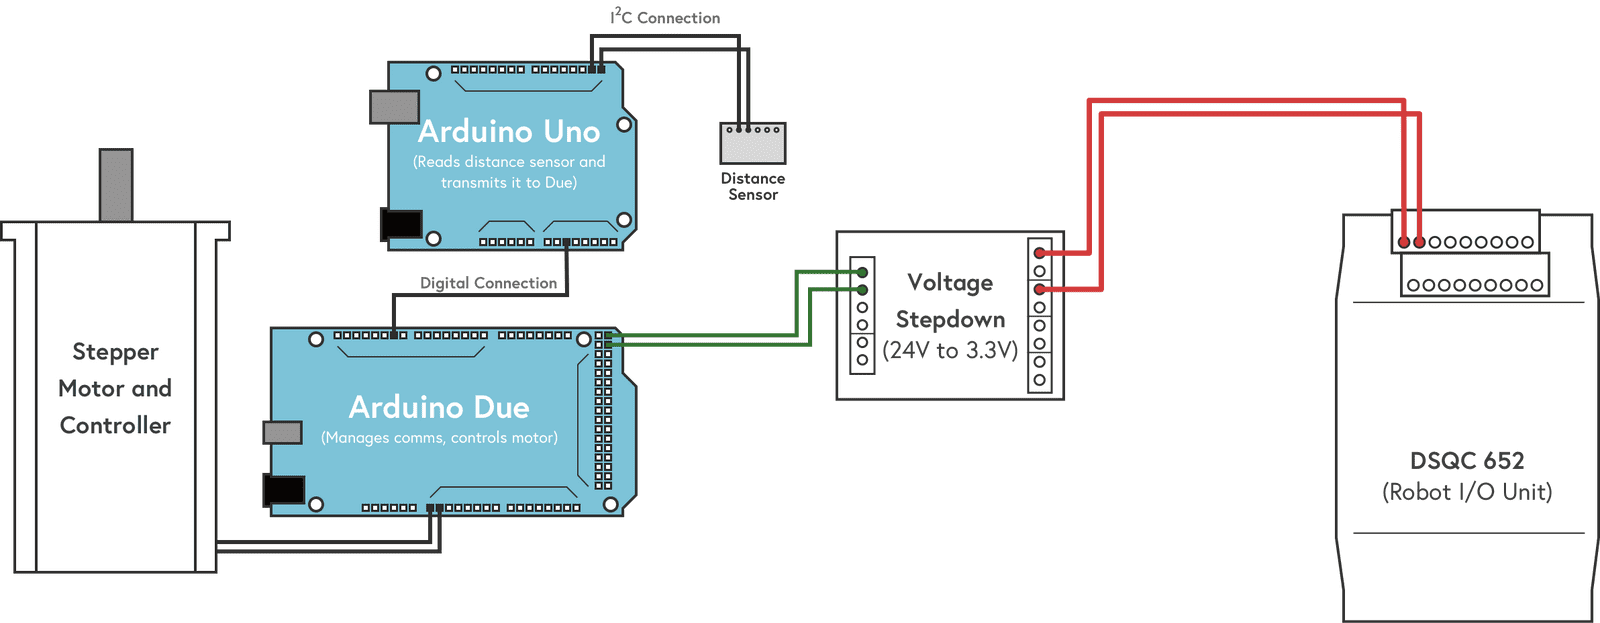 I²C Connection
Arduino Uno
(Reads distance sensor and
transmits it to Due)
Distance
Sensor
Digital Connection
Stepper
Motor and
Controller
Arduino Due
(Manages comms, controls motor)
Voltage
Stepdown
(24V to 3.3V)
DSQC 652
(Robot I/O Unit)